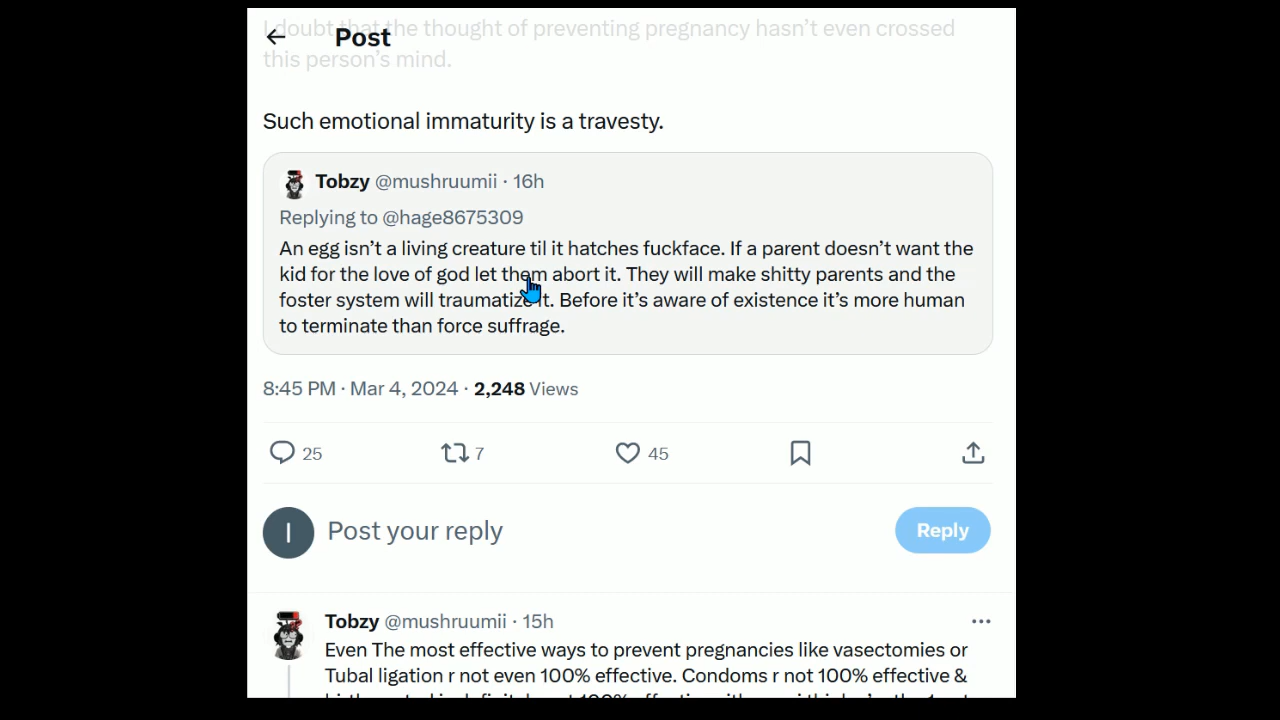 I doubt that the thought of preventing pregnancy hasn’t even crossed
Post
this person’s mind.
Such emotional immaturity is a travesty.
Tobzy @mushruumii · 16h
Replying to @hage8675309
An egg isn’t a living creature til it hatches fuckface. If a parent doesn’t want the
kid for the love of god let them abort it. They will make shitty parents and the
foster system will traumatize it. Before it’s aware of existence it’s more human
to terminate than force suffrage.
8:45 PM · Mar 4, 2024 · 2,248 Views
25 7 45
I Post your reply Reply
Tobzy @mushruumii · 15h
Even The most effective ways to prevent pregnancies like vasectomies or
Tubal ligation r not even 100% effective. Condoms r not 100% effective &